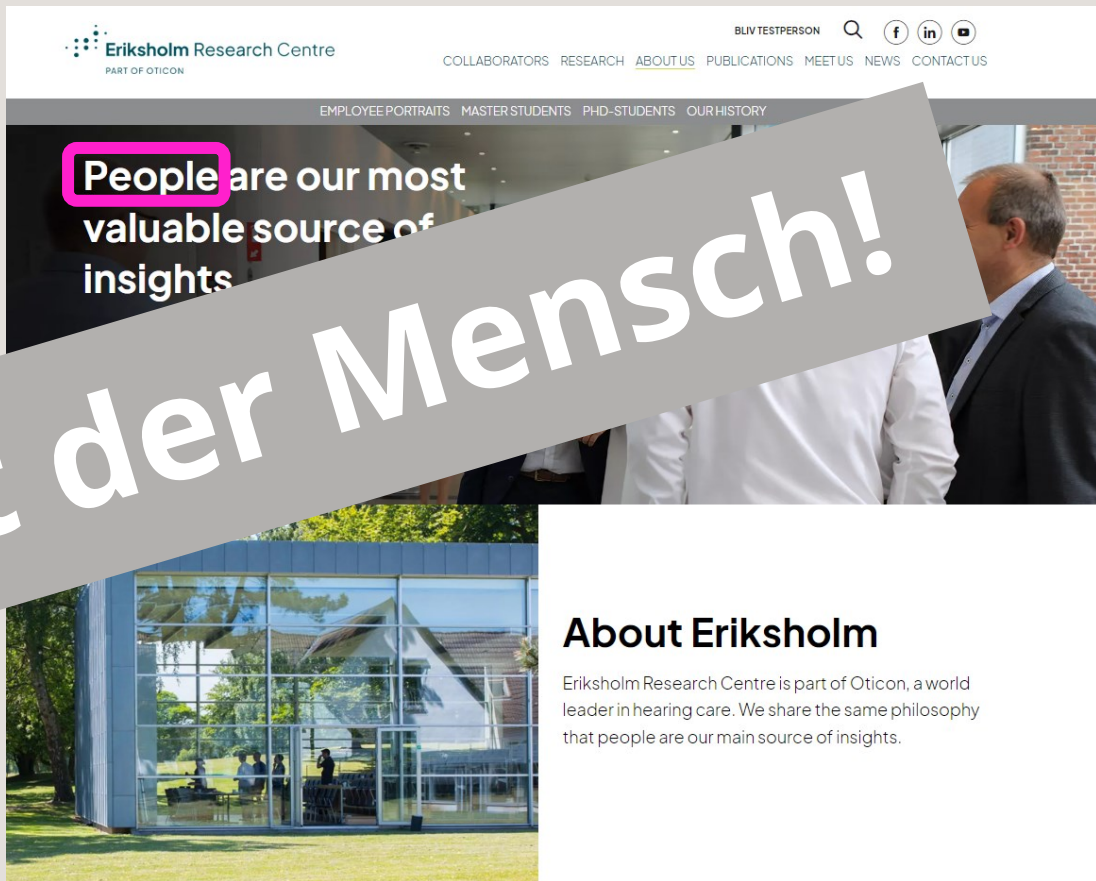 Eriksholm Research Centre
PART OF OTICON
BLIV TESTPERSON
COLLABORATORS RESEARCH ABOUT US PUBLICATIONS MEET US NEWS CONTACT US
EMPLOYEE PORTRAITS MASTER STUDENTS PHD-STUDENTS OUR HISTORY
People are our most
valuable source of
insights
t der Mensch!
About Eriksholm
Eriksholm Research Centre is part of Oticon, a world
leader in hearing care. We share the same philosophy
that people are our main source of insights.